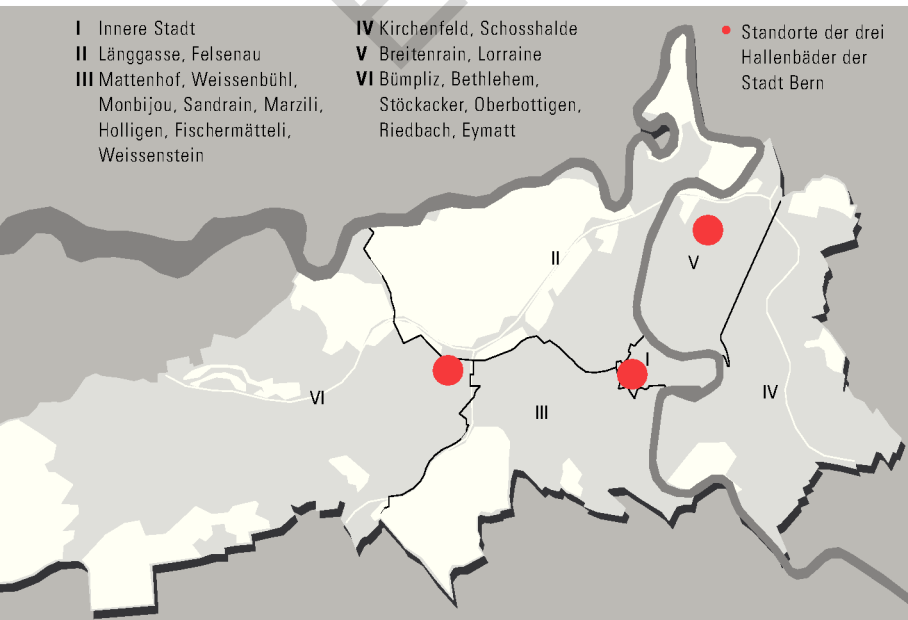 I Innere Stadt
II Länggasse, Felsenau
III Mattenhof, Weissenbühl,
Monbijou, Sandrain, Marzili,
Holligen, Fischermätteli,
Weissenstein
IV Kirchenfeld, Schosshalde
V Breitenrain, Lorraine
VI Bümpliz, Bethlehem,
Stöckacker, Oberbottigen,
Riedbach, Eymatt
Standorte der drei
Hallenbäder der
Stadt Bern
II
V
I
VI
III
IV